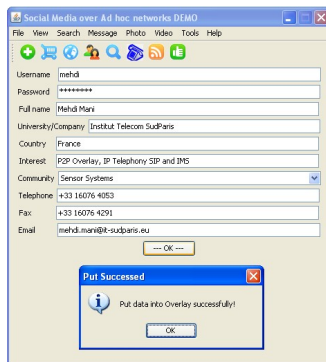 Social Media over Ad hoc networks DEMO
File View Search Message Photo Video Tools Help
Username mehdi
Password ********
Full name Mehdi Mani
University/Company Institut Telecom SudParis
Country France
Interest P2P Overlay, IP Telephony SIP and IMS
Community Sensor Systems
Telephone +33 16076 4053
Fax +33 16076 4291
Email mehdi.mani@it-sudparis.eu
--- OK ---
Put Successed
Put data into Overlay successfully!
OK